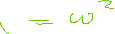 = ω²